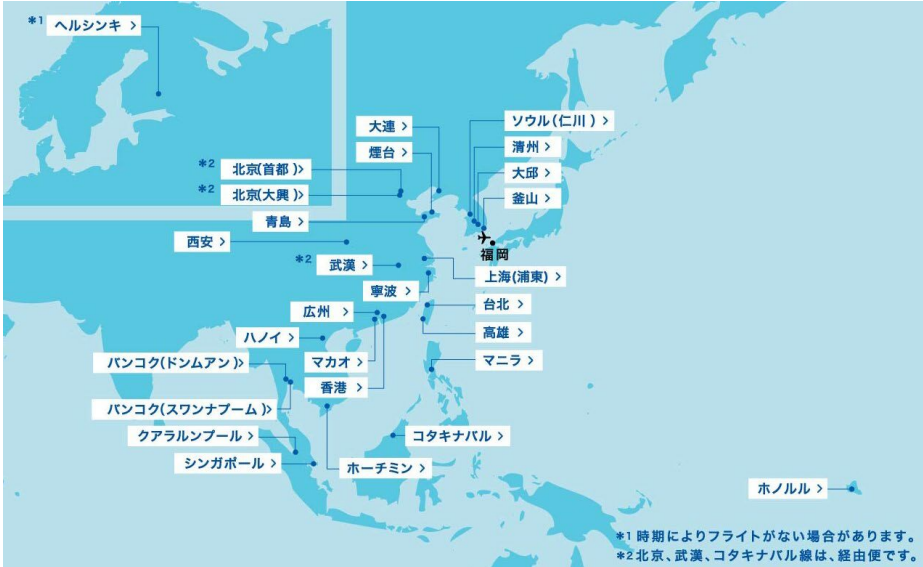 *1 ヘルシンキ >
大連 >
煙台 >
*2 北京(首都)>
*2 北京(大興)>
青島 >
西安 >
*2 武漢 >
寧波 >
広州 >
ハノイ >
マカオ >
香港 >
バンコク(ドンムアン)>
バンコク(スワンナプーム)>
クアラルンプール >
シンガポール >
ホーチミン >
ソウル(仁川) >
清州 >
大邱 >
釜山 >
福岡
上海(浦東) >
台北 >
高雄 >
マニラ >
コタキナバル >
ホノルル >
*1 時期によりフライトがない場合があります。
*2 北京、武漢、コタキナバル線は、経由便です。